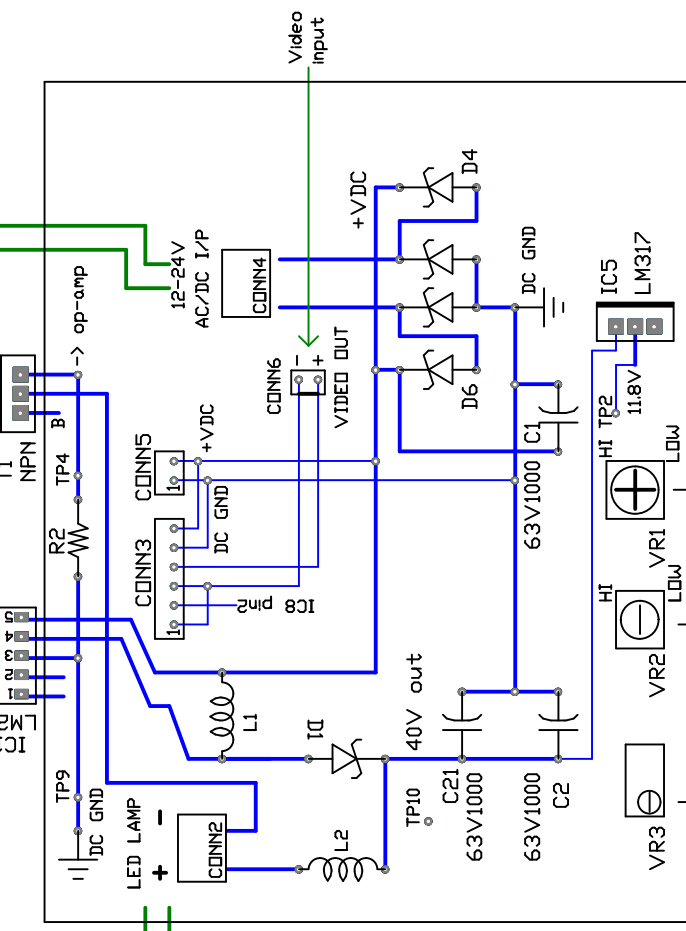 Video
input
D4
+VDC
12-24V
AC/DC I/P
CONN4
DC GND
IC5
LM317
-> op-amp
CONN6
- +
VIDEO OUT
D6
11.8V
TP2
HI
LOW
C1
63V1000
NPN
B
TP4
CONN5
1
+VDC
DC GND
R2
CONN3
1
IC8 pin2
VR1
HI
LOW
VR2
5
4
3
2
1
L1
D1
40V out
TP9
DC GND
LED LAMP
- +
CONN2
L2
TP10
C21
63V1000
63V1000
C2
VR3